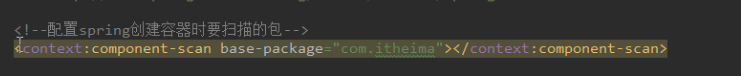 <!--配置spring创建容器时要扫描的包-->
<context:component-scan base-package="com.itheima"></context:component-scan>